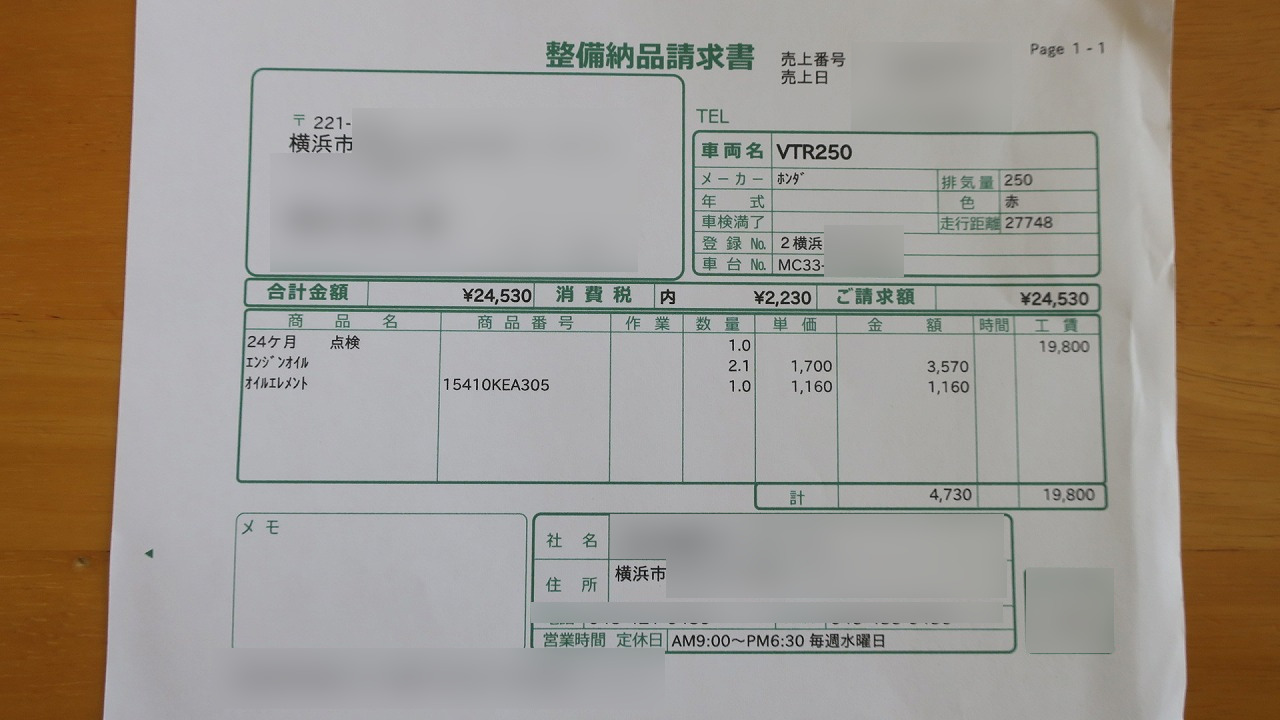 整備納品請求書
売上番号
売上日
Page 1 - 1
〒 221-
横浜市
TEL
車両名 VTR250
メーカー ﾎﾝﾀﾞ 排気量 250
年 式 色 赤
車検満了 走行距離 27748
登録 No. 2横浜
車台 No. MC33-
合計金額 ¥24,530 消費税 内 ¥2,230 ご請求額 ¥24,530
商品名 商品番号 作業 数量 単価 金額 時間 工賃
24ケ月 点検 1.0 19,800
ｴﾝｼﾞﾝｵｲﾙ 2.1 1,700 3,570
ｵｲﾙｴﾚﾒﾝﾄ 15410KEA305 1.0 1,160 1,160
計 4,730 19,800
メモ
社名
住所 横浜市
営業時間 定休日 AM9:00～PM6:30 毎週水曜日